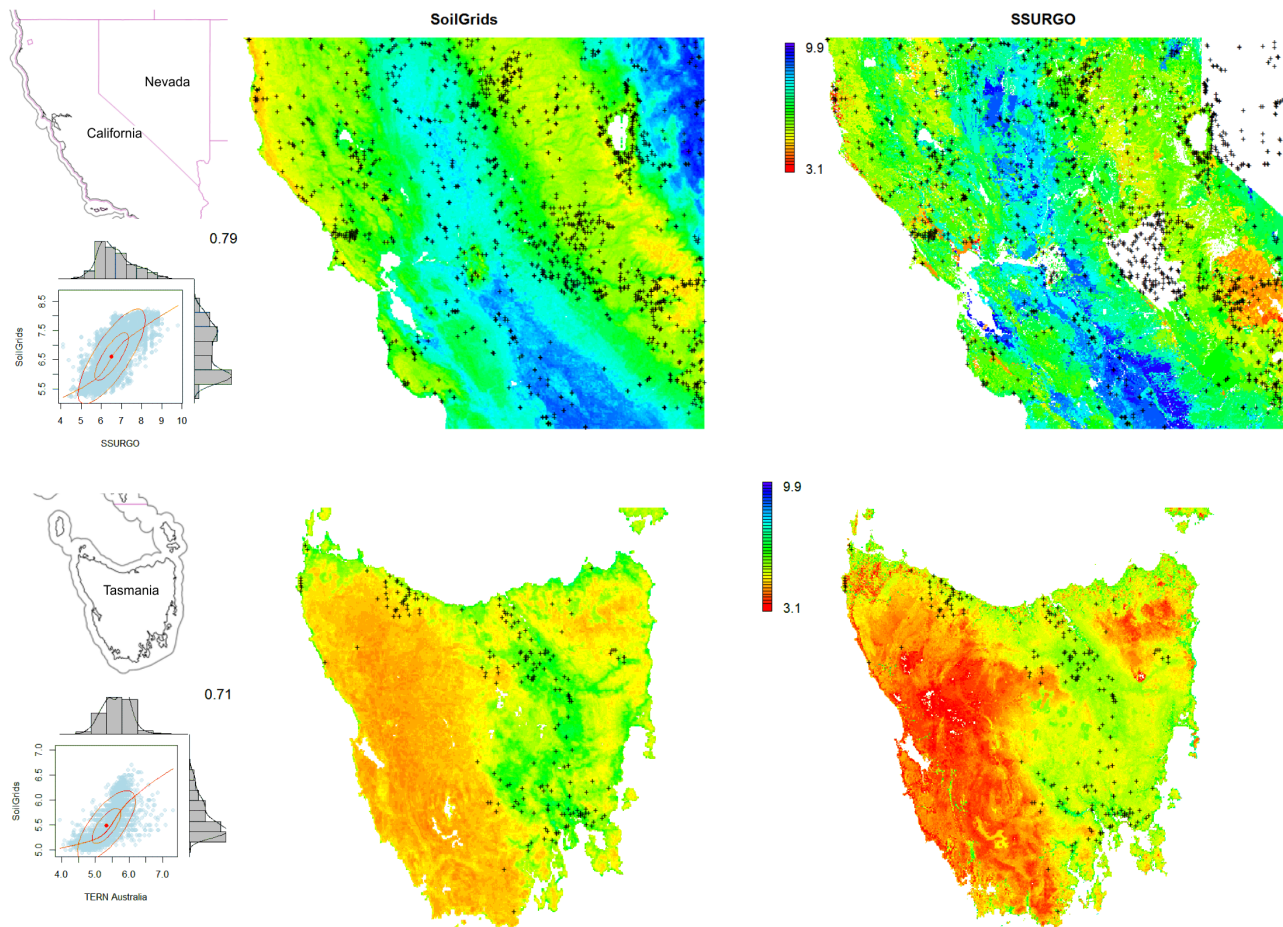 SoilGrids
SSURGO
Nevada
California
9.9
3.1
0.79
8.5
7.5
6.5
5.5
SoilGrids
4 5 6 7 8 9 10
SSURGO
9.9
3.1
Tasmania
0.71
7.0
6.5
6.0
5.5
5.0
SoilGrids
4.0 5.0 6.0 7.0
TERN Australia